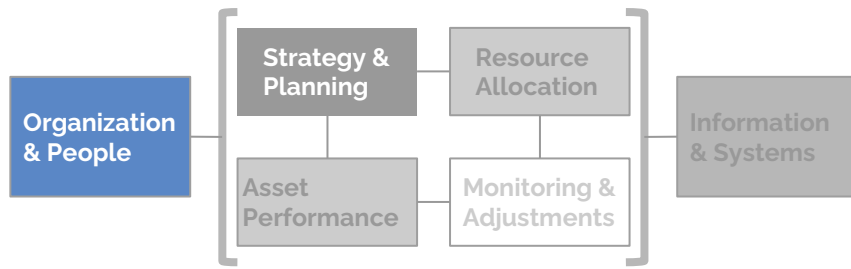 Strategy &
Planning
Resource
Allocation
Organization
& People
Information
& Systems
Asset
Performance
Monitoring &
Adjustments